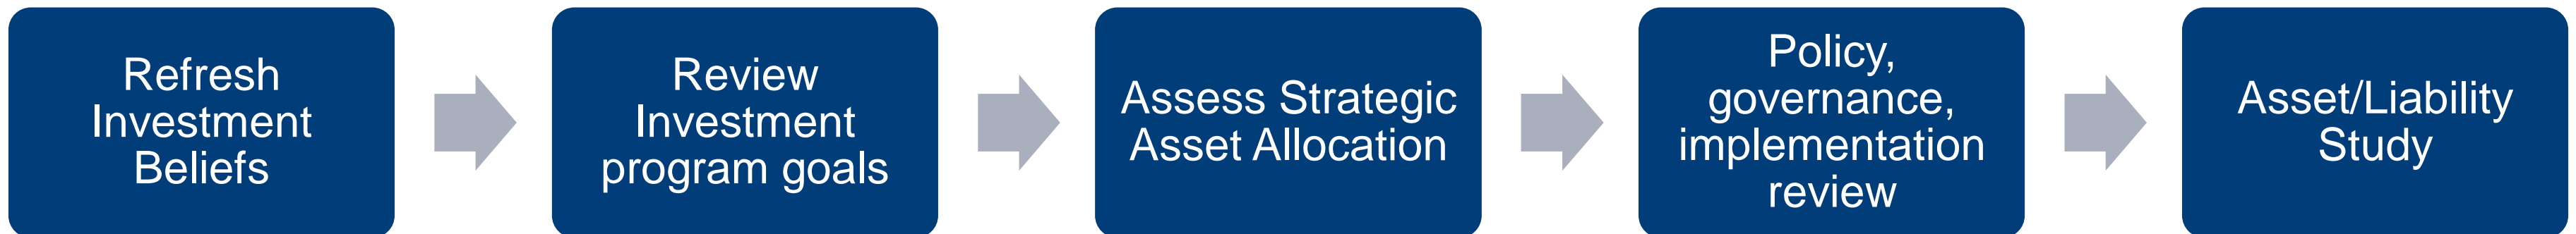 Refresh
Investment
Beliefs
Review
Investment
program goals
Assess Strategic
Asset Allocation
Policy,
governance,
implementation
review
Asset/Liability
Study